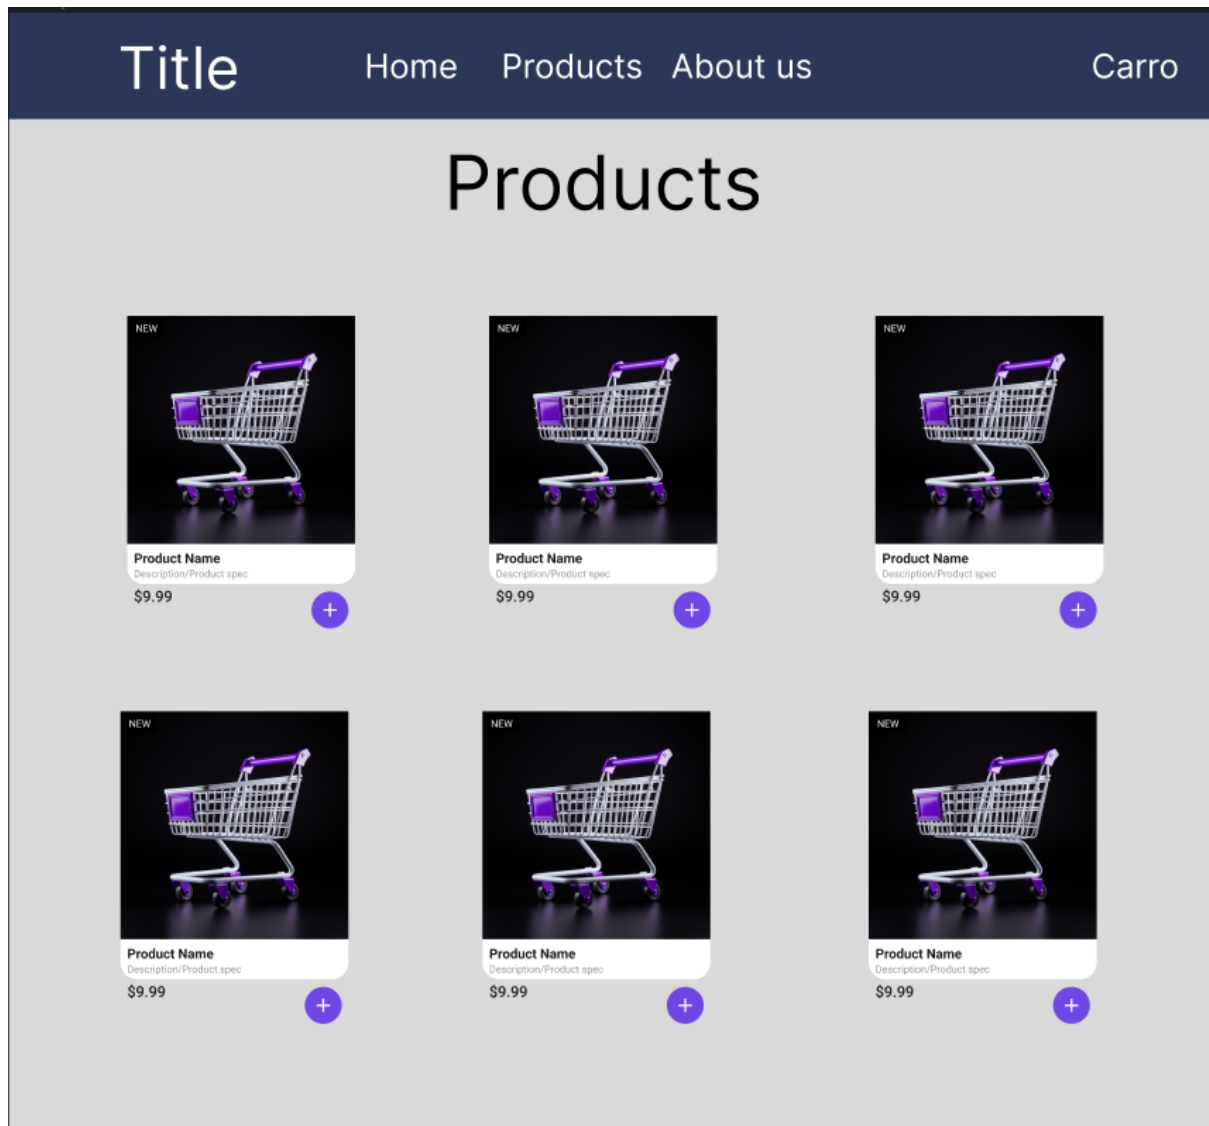 Title Home Products About us Carro
Products
NEW NEW NEW
Product Name Product Name Product Name
Description/Product spec Description/Product spec Description/Product spec
$9.99 $9.99 $9.99
+ + +
NEW NEW NEW
Product Name Product Name Product Name
Description/Product spec Description/Product spec Description/Product spec
$9.99 $9.99 $9.99
+ + +